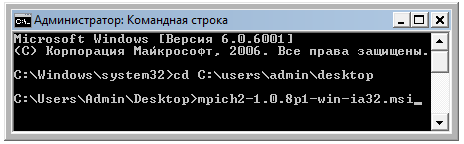 Администратор: Командная строка
Microsoft Windows [Версия 6.0.6001]
(C) Корпорация Майкрософт, 2006. Все права защищены.
C:\Windows\system32>cd C:\users\admin\desktop
C:\Users\Admin\Desktop>mpich2-1.0.8p1-win-ia32.msi_